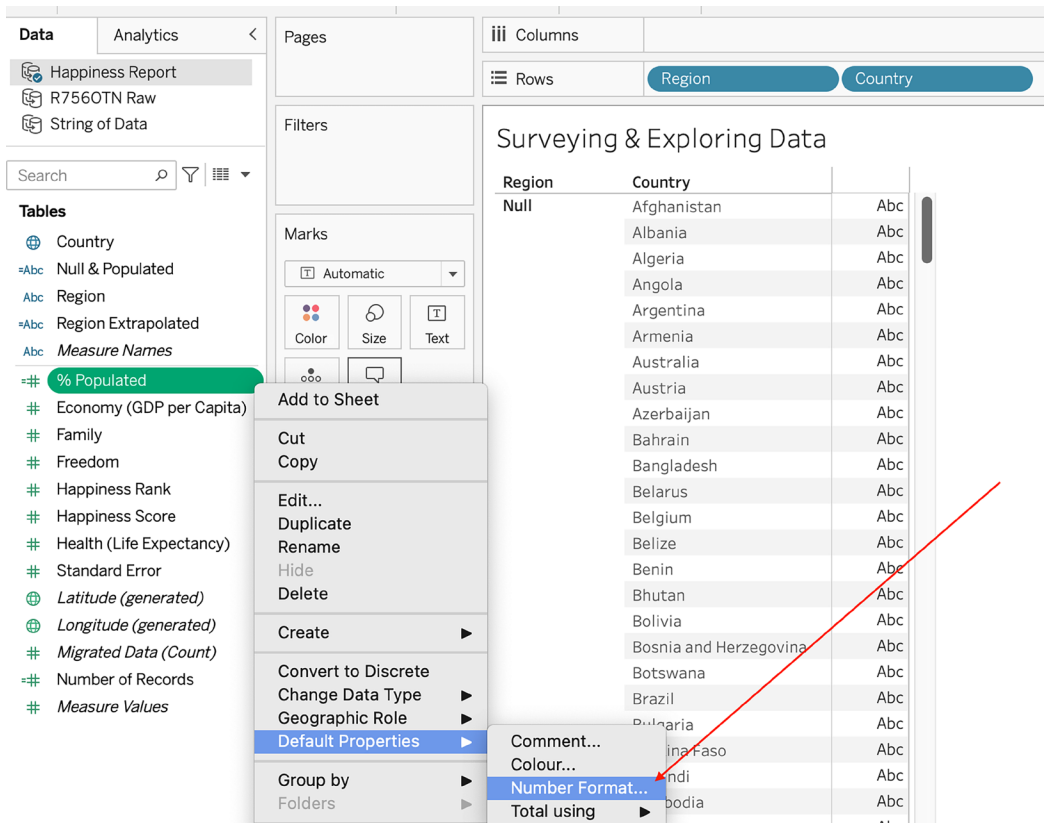 Data
Analytics
Happiness Report
R756OTN Raw
String of Data
Search
Tables
Country
=Abc Null & Populated
Abc Region
=Abc Region Extrapolated
Abc Measure Names
=# % Populated
# Economy (GDP per Capita)
# Family
# Freedom
# Happiness Rank
# Happiness Score
# Health (Life Expectancy)
# Standard Error
Latitude (generated)
Longitude (generated)
# Migrated Data (Count)
=# Number of Records
# Measure Values
Pages
Filters
Marks
T Automatic
Color
Size
T
Text
Add to Sheet
Cut
Copy
Edit...
Duplicate
Rename
Hide
Delete
Create
Convert to Discrete
Change Data Type
Geographic Role
Default Properties
Group by
Folders
Comment...
Colour...
Number Format...
Total using
Columns
Rows
Region
Country
Surveying & Exploring Data
Region Country
Null Afghanistan Abc
Albania Abc
Algeria Abc
Angola Abc
Argentina Abc
Armenia Abc
Australia Abc
Austria Abc
Azerbaijan Abc
Bahrain Abc
Bangladesh Abc
Belarus Abc
Belgium Abc
Belize Abc
Benin Abc
Bhutan Abc
Bolivia Abc
Bosnia and Herzegovina Abc
Botswana Abc
Brazil Abc
Bulgaria Abc
Faso Abc
Abc
Abc